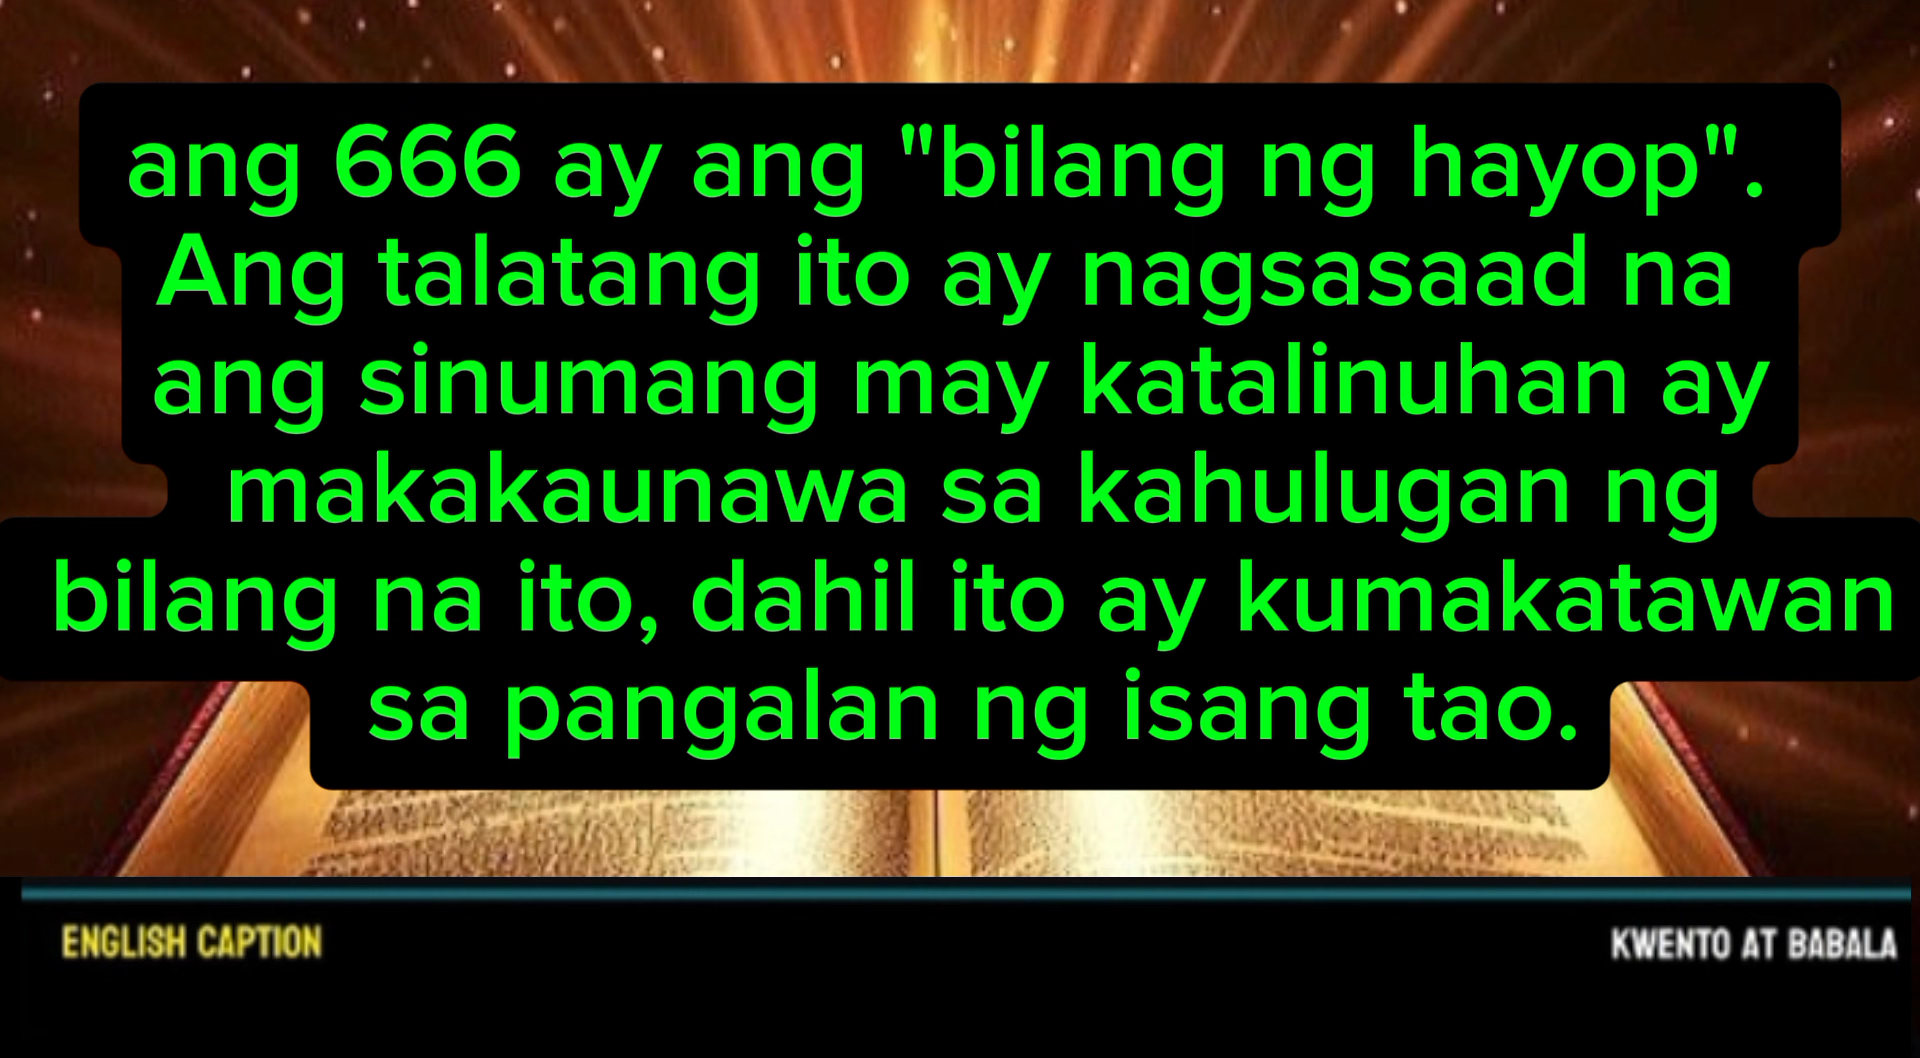 ang 666 ay ang "bilang ng hayop".
Ang talatang ito ay nagsasaad na
ang sinumang may katalinuhan ay
makakaunawa sa kahulugan ng
bilang na ito, dahil ito ay kumakatawan
sa pangalan ng isang tao.
ENGLISH CAPTION
KWENTO AT BABALA